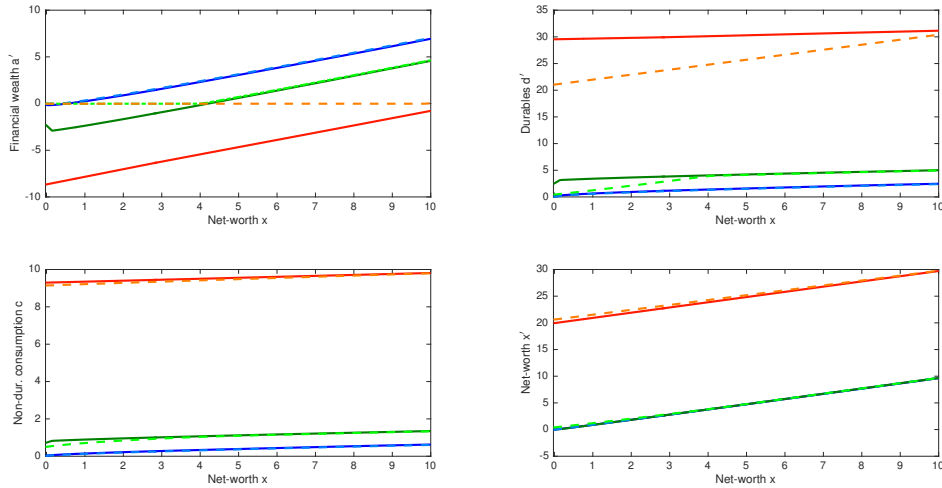 10
5
0
-5
-10
Financial wealth a′
0 1 2 3 4 5 6 7 8 9 10
Net-worth x
35
30
25
20
15
10
5
0
Durables d′
0 1 2 3 4 5 6 7 8 9 10
Net-worth x
10
8
6
4
2
0
Non-dur. consumption c
0 1 2 3 4 5 6 7 8 9 10
Net-worth x
30
25
20
15
10
5
0
-5
Net-worth x′
0 1 2 3 4 5 6 7 8 9 10
Net-worth x